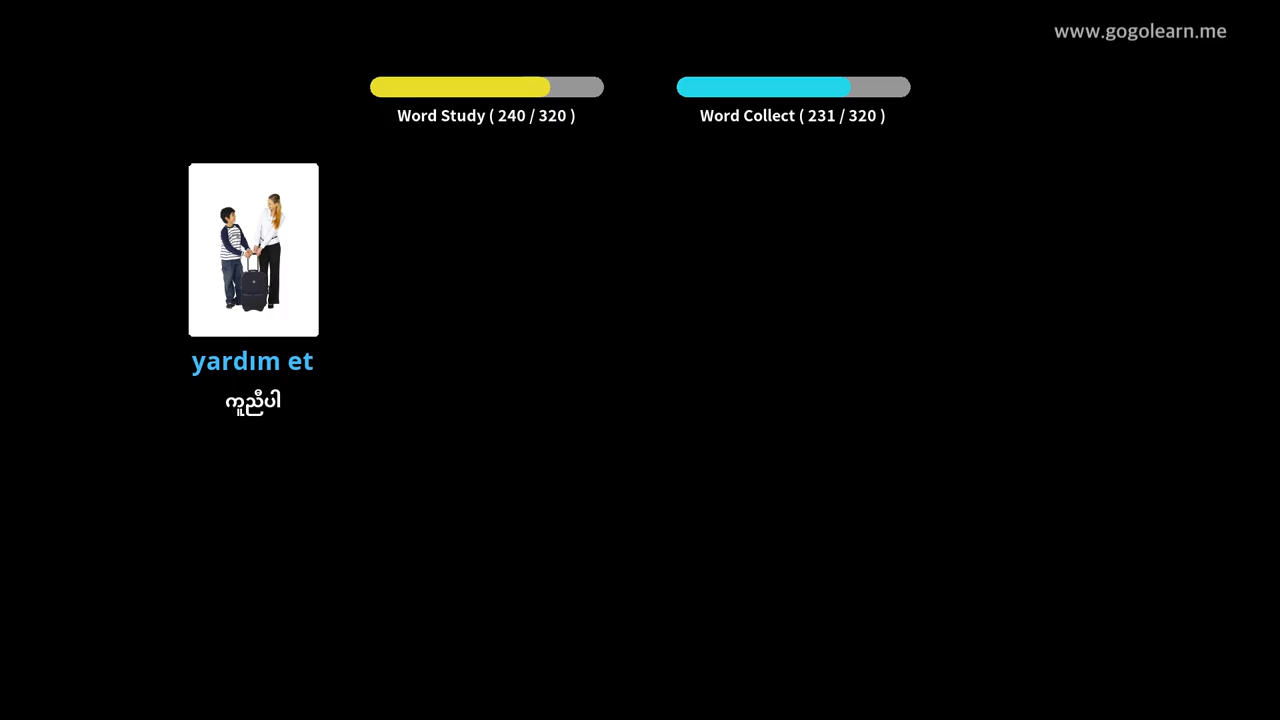 www.gogolearn.me
Word Study ( 240 / 320 )
Word Collect ( 231 / 320 )
yardım et
ကူညီပါ